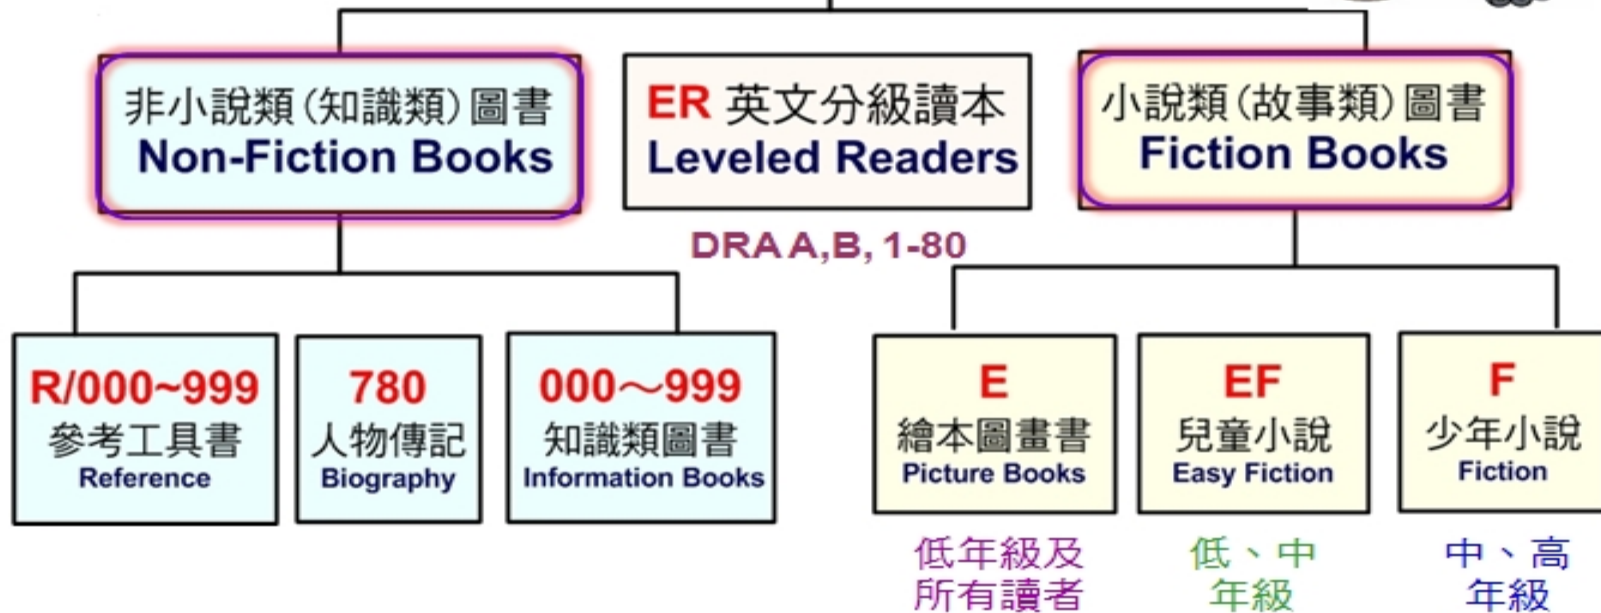 非小說類(知識類)圖書
Non-Fiction Books
ER 英文分級讀本
Leveled Readers
DRA A,B, 1-80
小說類(故事類)圖書
Fiction Books
R/000~999
參考工具書
Reference
780
人物傳記
Biography
000～999
知識類圖書
Information Books
E
繪本圖畫書
Picture Books
低年級及
所有讀者
EF
兒童小說
Easy Fiction
低、中
年級
F
少年小說
Fiction
中、高
年級